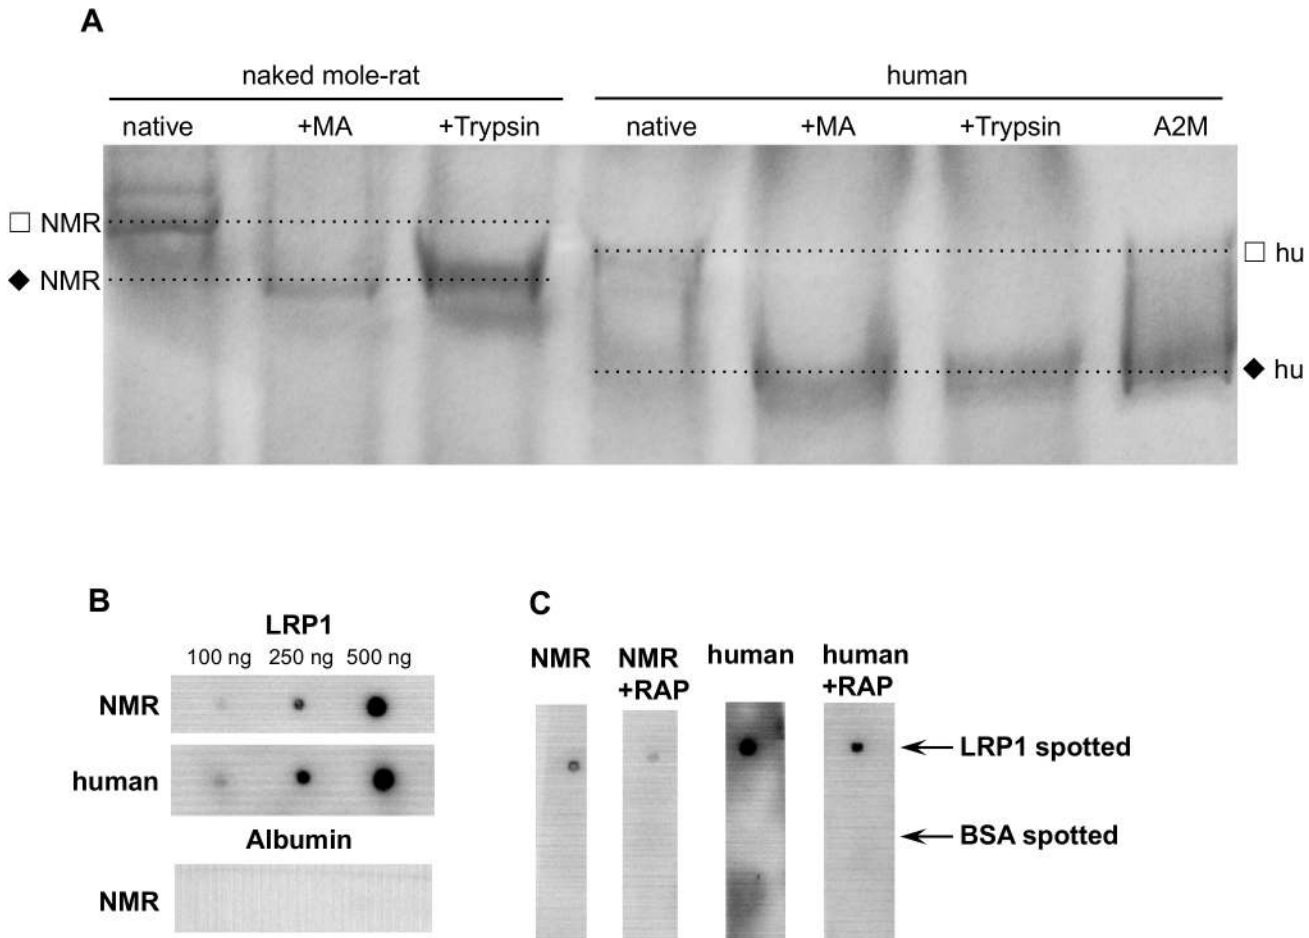 A
naked mole-rat human
native +MA +Trypsin native +MA +Trypsin A2M
□ NMR
□ hu
◆ NMR
◆ hu
B
LRP1
100 ng 250 ng 500 ng
NMR
human
Albumin
NMR
C
NMR NMR +RAP human human +RAP
LRP1 spotted
BSA spotted